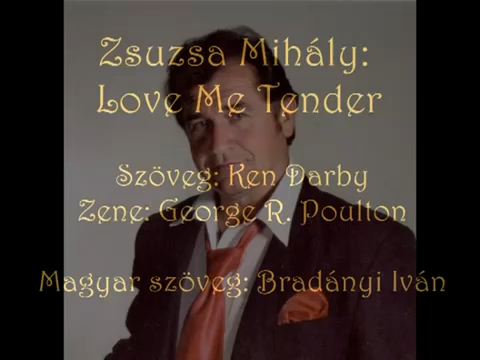 Zsuzsa Mihály:
Love Me Tender
Szöveg: Ken Darby
Zene: George R. Poulton
Magyar szöveg: Bradányi Iván